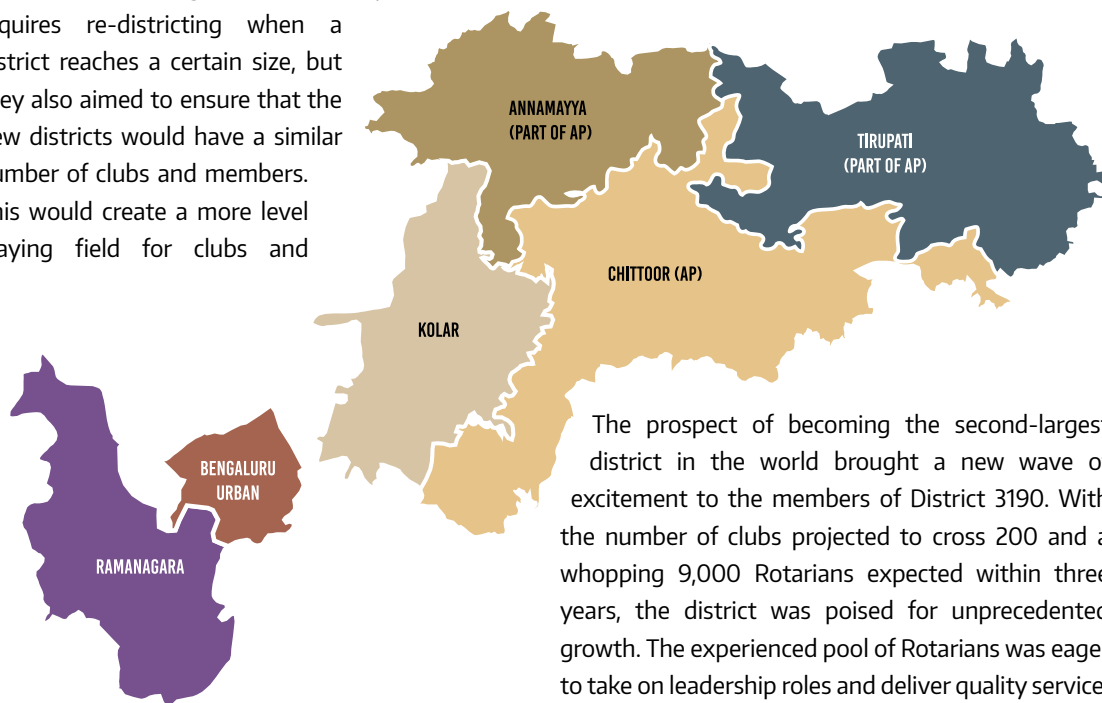 quires re-districting when a
istrict reaches a certain size, but
ey also aimed to ensure that the
ew districts would have a similar
umber of clubs and members.
his would create a more level
aying field for clubs and
ANNAMAYYA
(PART OF AP)
TIRUPATI
(PART OF AP)
CHITTOOR (AP)
KOLAR
BENGALURU
URBAN
RAMANAGARA
The prospect of becoming the second-largest
district in the world brought a new wave o
excitement to the members of District 3190. With
the number of clubs projected to cross 200 and a
whopping 9,000 Rotarians expected within three
years, the district was poised for unprecedented
growth. The experienced pool of Rotarians was eage
to take on leadership roles and deliver quality service